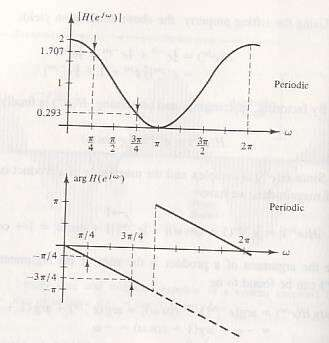 |H(e^{jω})|
2
1.707
1
0.293
Periodic
π/4 π/2 3π/4 π 3π/2 2π ω
arg H(e^{jω})
π
Periodic
π/4 3π/4 2π
ω
-π/4
-3π/4
-π